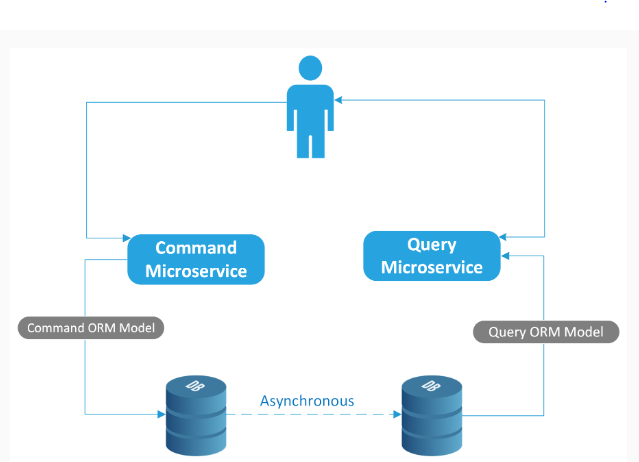 Command
Microservice
Query
Microservice
Command ORM Model
Query ORM Model
DB
Asynchronous
DB